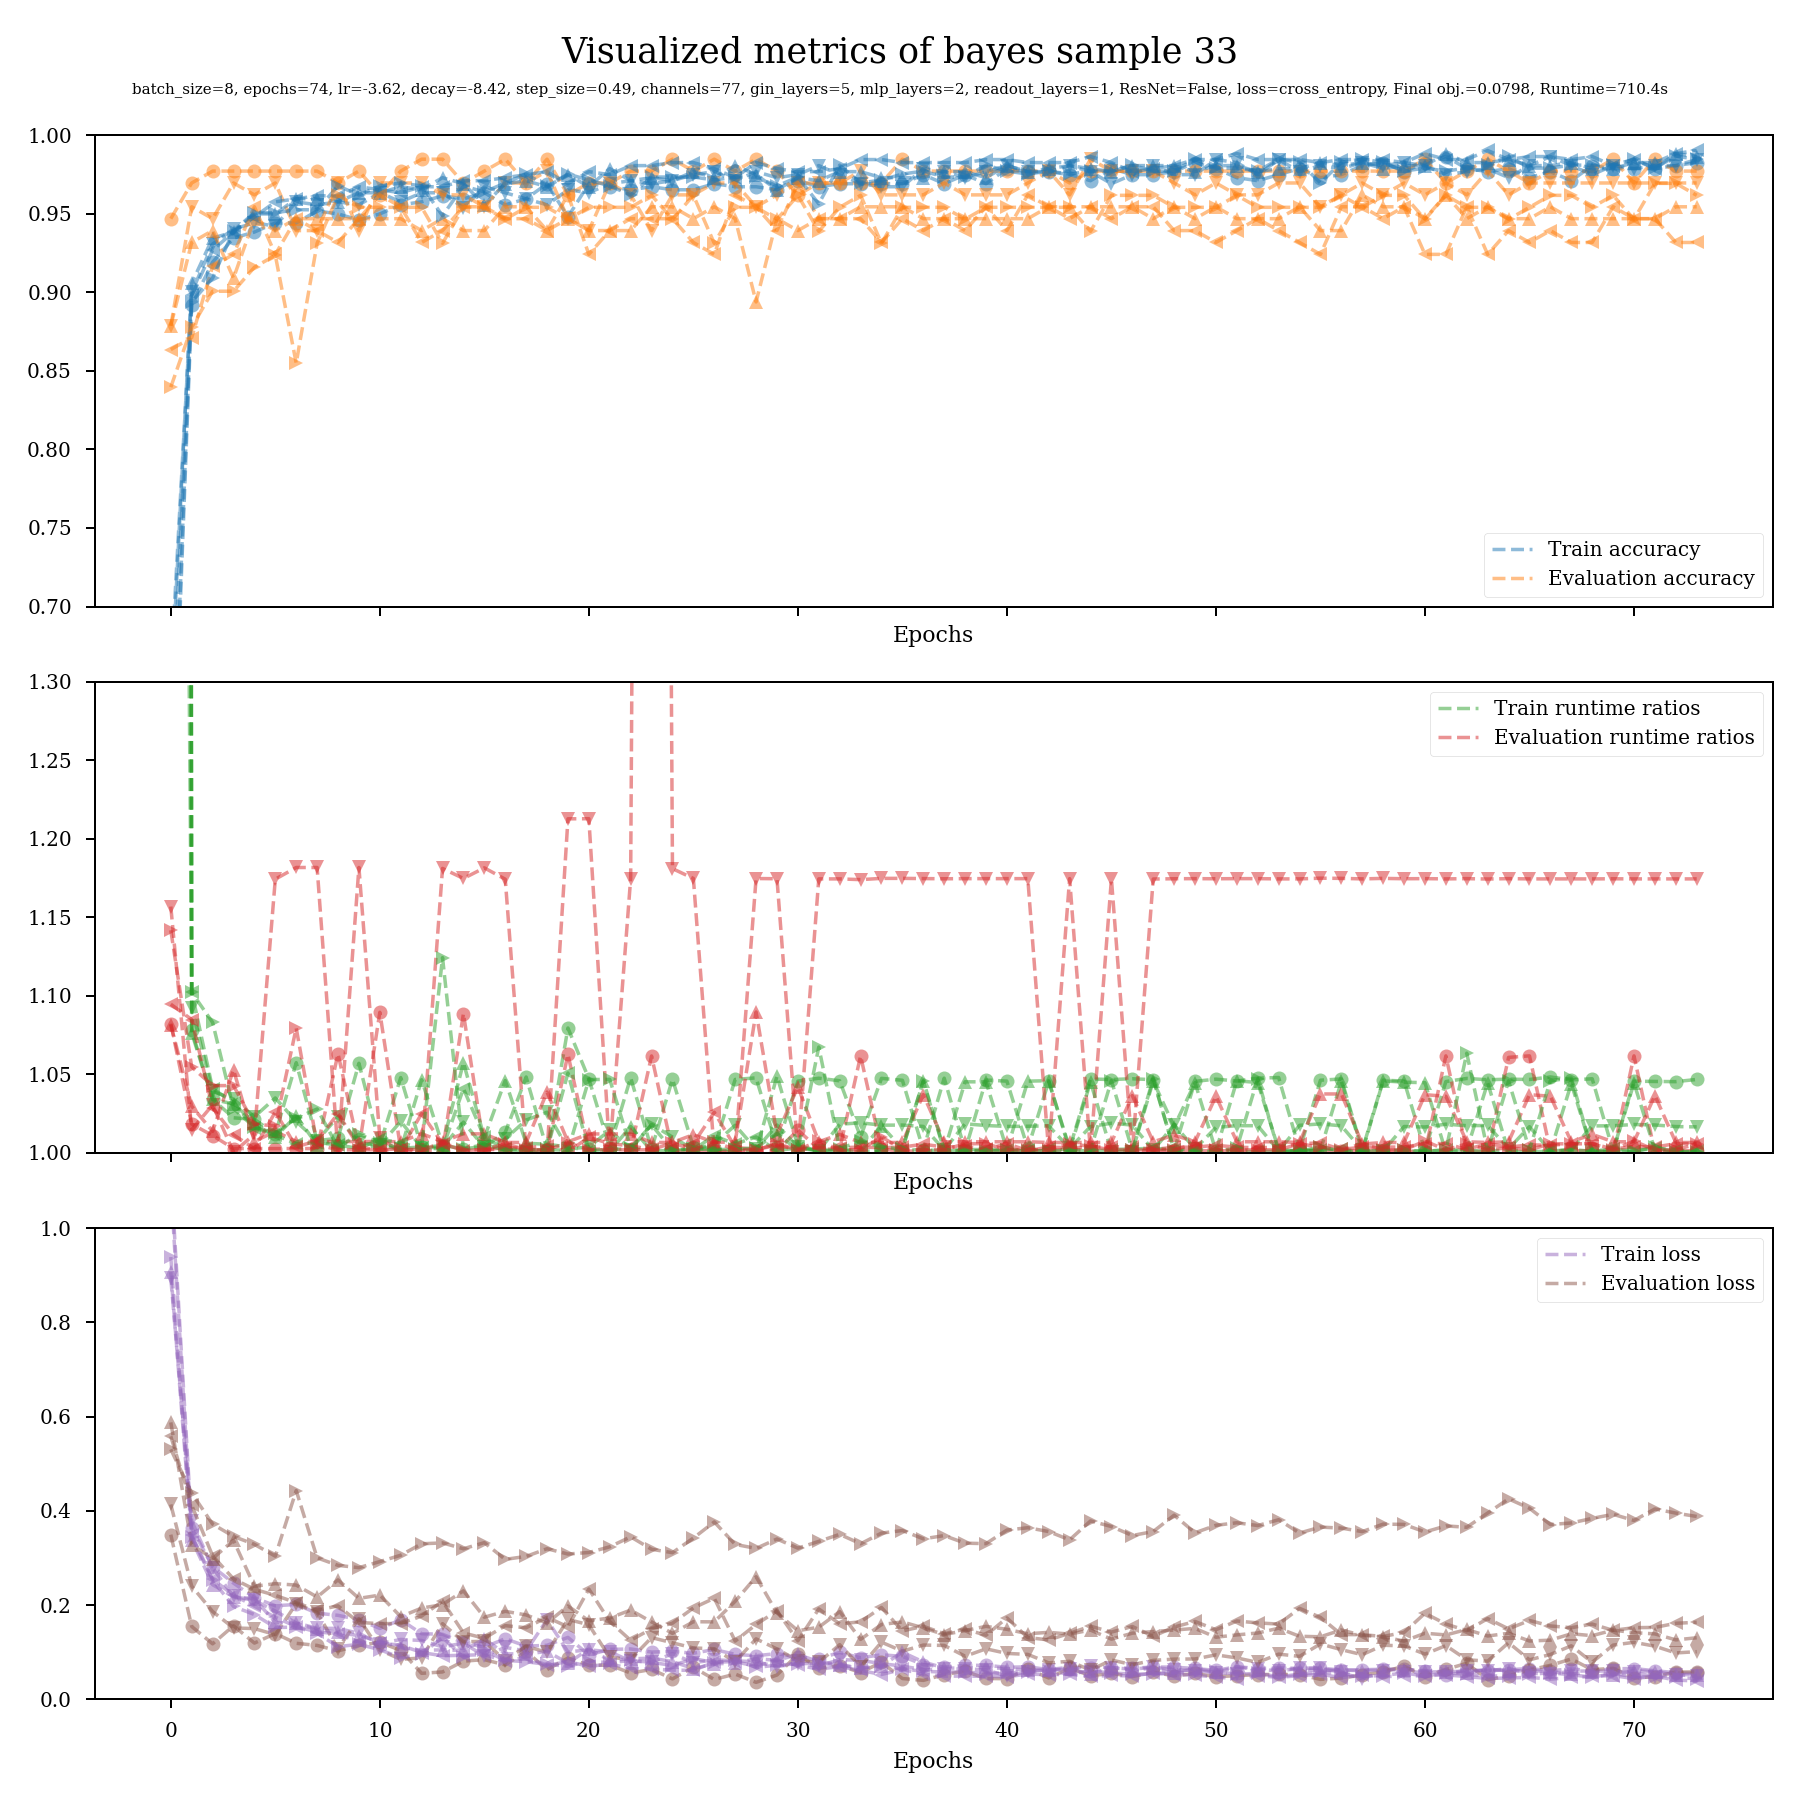 Visualized metrics of bayes sample 33
batch_size=8, epochs=74, lr=-3.62, decay=-8.42, step_size=0.49, channels=77, gin_layers=5, mlp_layers=2, readout_layers=1, ResNet=False, loss=cross_entropy, Final obj.=0.0798, Runtime=710.4s
1.00
0.95
0.90
0.85
0.80
0.75
0.70
Train accuracy
Evaluation accuracy
Epochs
1.30
1.25
1.20
1.15
1.10
1.05
1.00
Train runtime ratios
Evaluation runtime ratios
Epochs
1.0
0.8
0.6
0.4
0.2
0.0
Train loss
Evaluation loss
0 10 20 30 40 50 60 70
Epochs